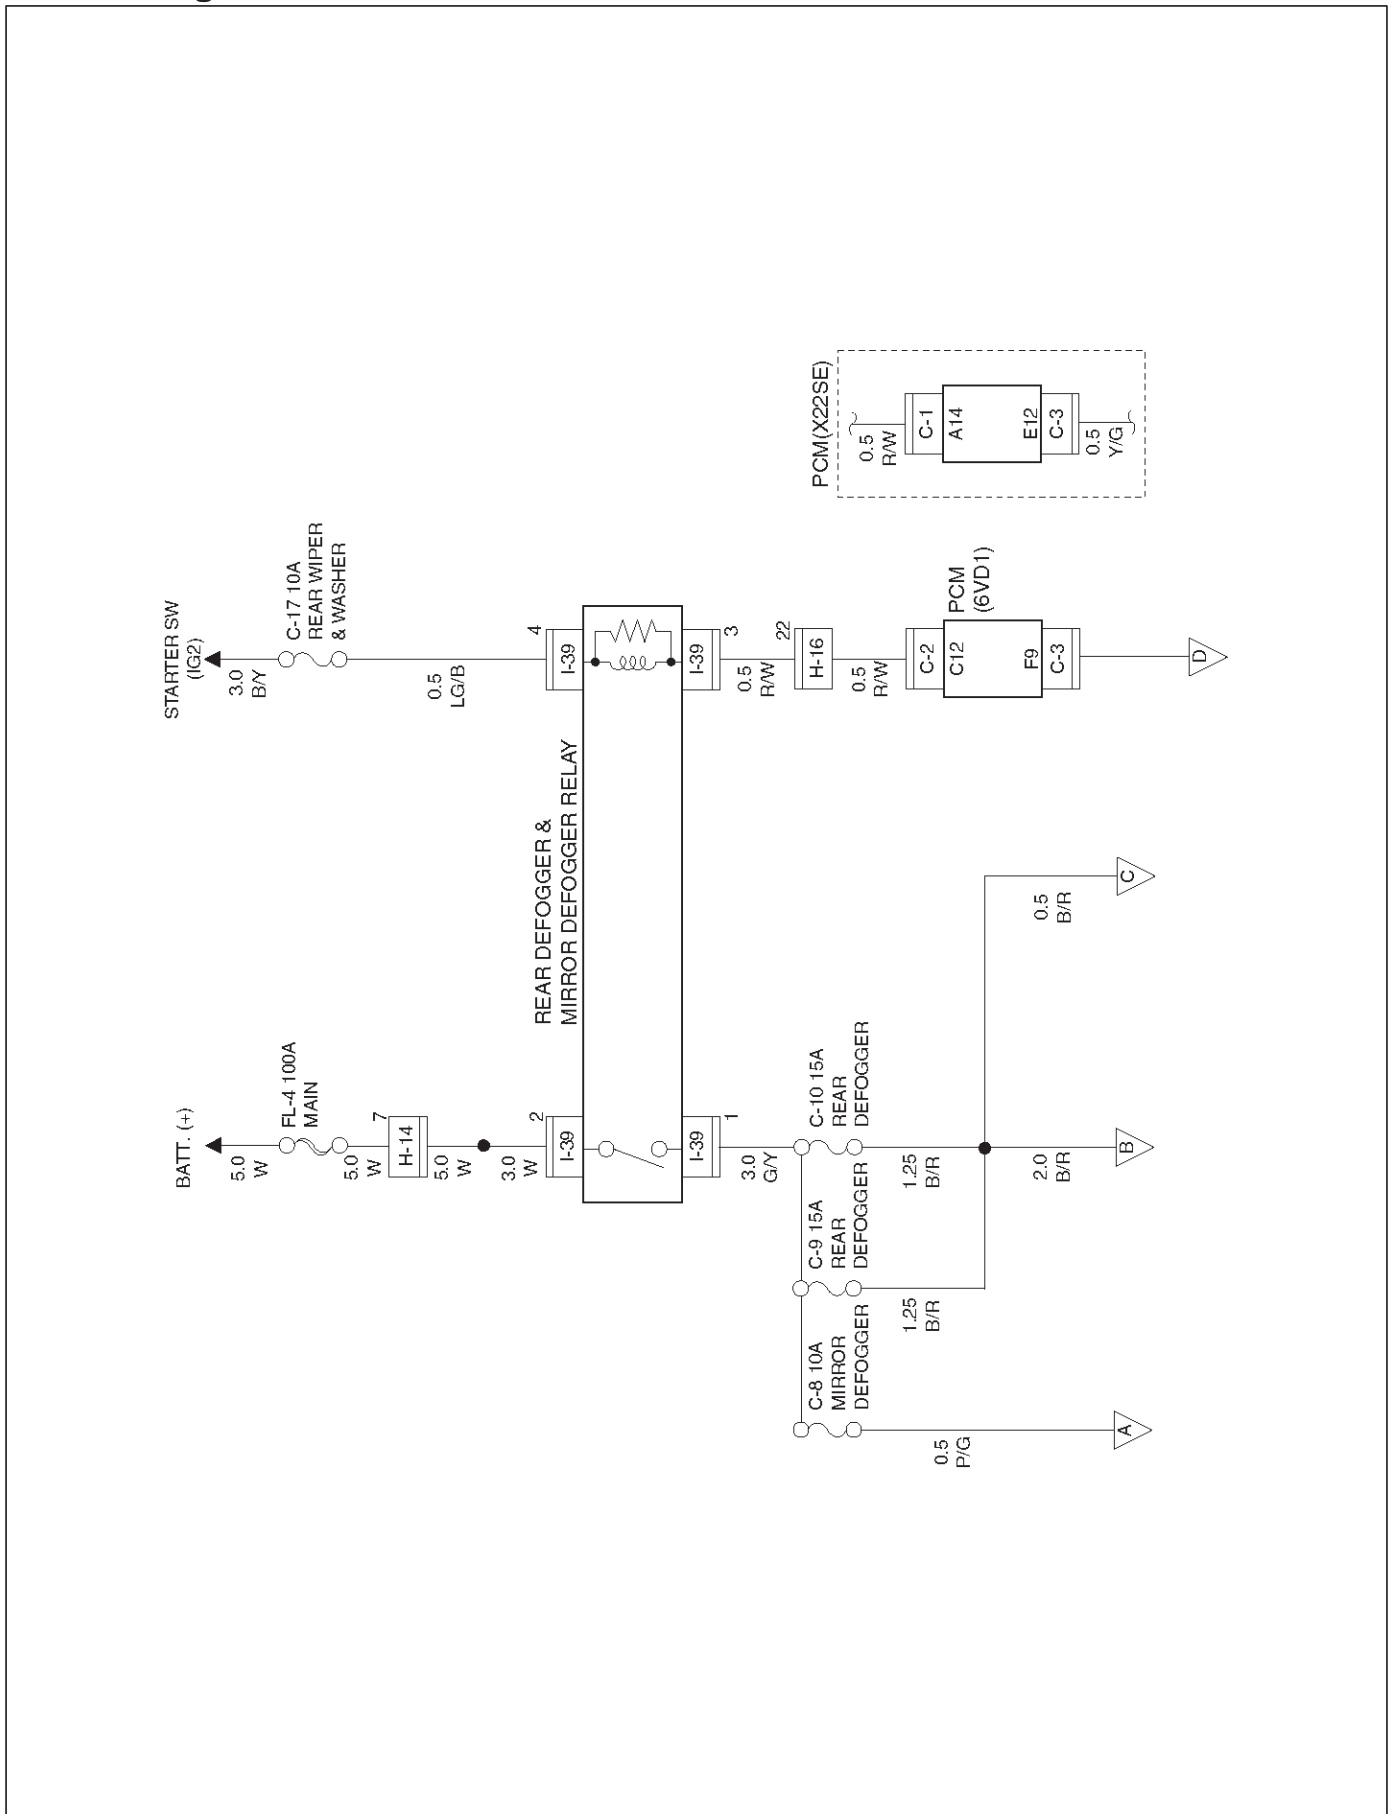 g
BATT. (+)
5.0
W
FL-4 100A
MAIN
5.0
W
7
H-14
5.0
W
3.0
W
2
I-39
REAR DEFOGGER &
MIRROR DEFOGGER RELAY
I-39
1
3.0
G/Y
C-8 10A
MIRROR
DEFOGGER
C-9 15A
REAR
DEFOGGER
C-10 15A
REAR
DEFOGGER
0.5
P/G
1.25
B/R
1.25
B/R
2.0
B/R
0.5
B/R
A
B
C
STARTER SW
(IG2)
3.0
B/Y
C-17 10A
REAR WIPER
& WASHER
0.5
LG/B
4
I-39
I-39
3
0.5
R/W
22
H-16
0.5
R/W
C-2
C12
PCM
(6VD1)
F9
C-3
D
PCM(X22SE)
0.5
R/W
C-1
A14
E12
C-3
0.5
Y/G